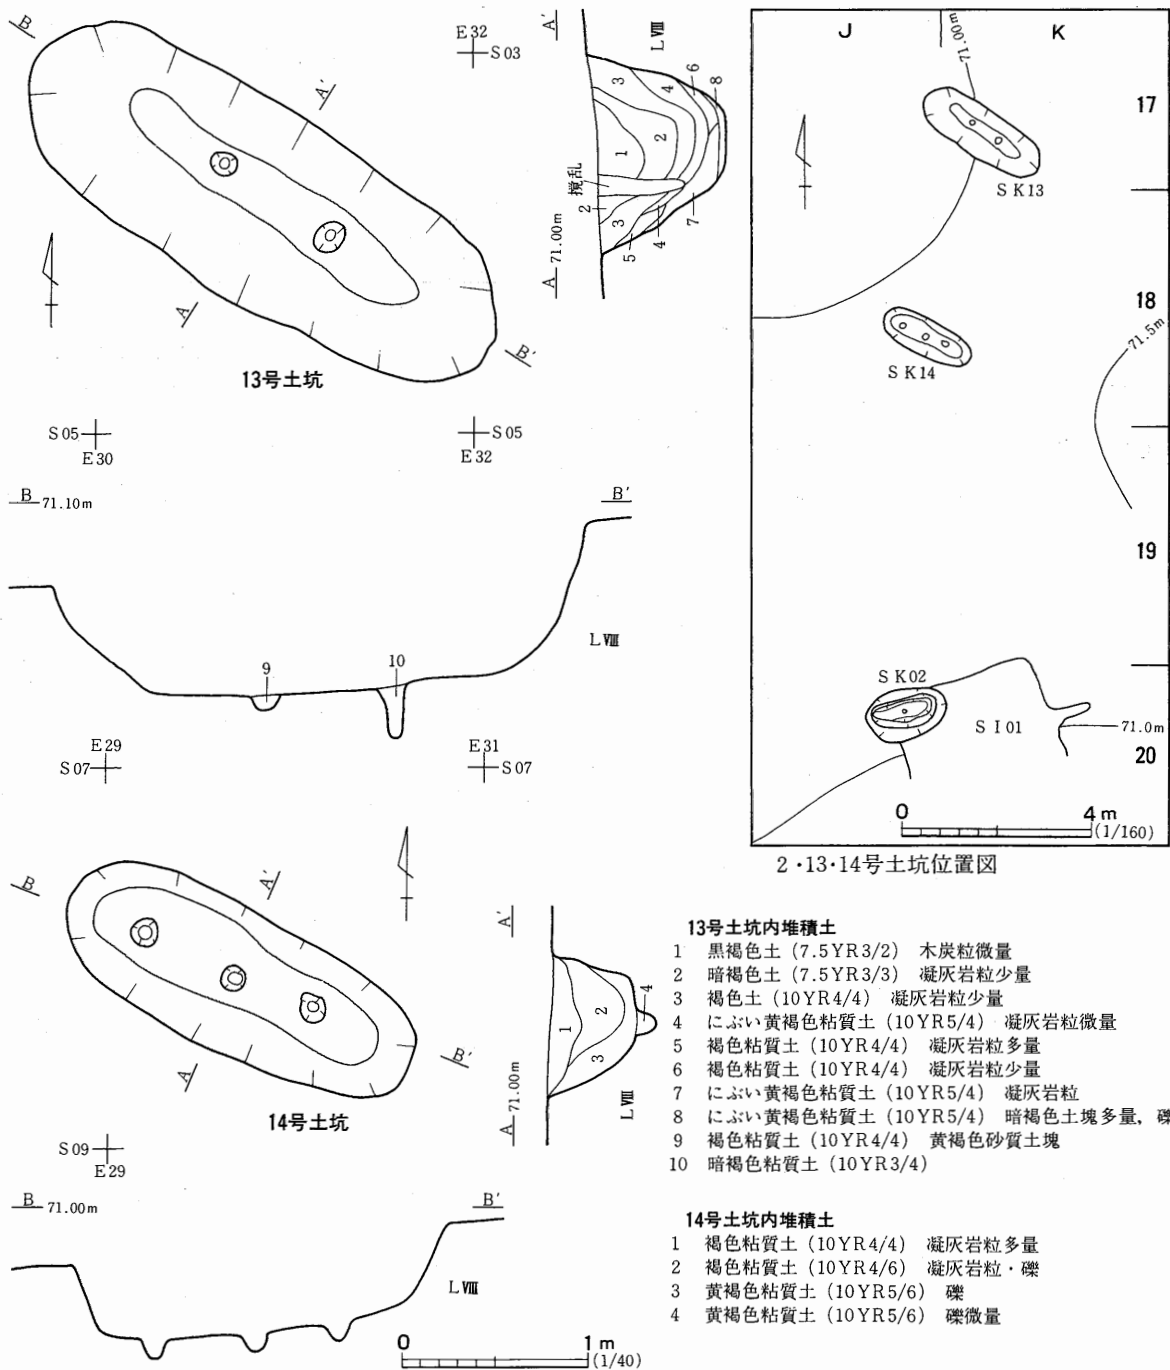 B
A'
E32
S03
A
B'
13号土坑
S05
E30
S05
E32
A'
LⅧ
3
4
6
8
2
1
撹乱
2
3
4
5
7
A 71.00m
B 71.10m
B'
LⅧ
9
10
E29
S07
E31
S07
B
A'
A
B'
14号土坑
S09
E29
A'
1
2
3
4
A 71.00m
LⅧ
B 71.00m
B'
LⅧ
0 1m
(1/40)
J
K
71.00m
17
SK13
18
71.5m
SK14
19
SK02
SI01
71.0m
20
0 4m
(1/160)
2・13・14号土坑位置図
13号土坑内堆積土
1 黒褐色土 (7.5YR3/2) 木炭粒微量
2 暗褐色土 (7.5YR3/3) 凝灰岩粒少量
3 褐色土 (10YR4/4) 凝灰岩粒少量
4 にぶい黄褐色粘質土 (10YR5/4) 凝灰岩粒微量
5 褐色粘質土 (10YR4/4) 凝灰岩粒多量
6 褐色粘質土 (10YR4/4) 凝灰岩粒少量
7 にぶい黄褐色粘質土 (10YR5/4) 凝灰岩粒
8 にぶい黄褐色粘質土 (10YR5/4) 暗褐色土塊多量，礫
9 褐色粘質土 (10YR4/4) 黄褐色砂質土塊
10 暗褐色粘質土 (10YR3/4)
14号土坑内堆積土
1 褐色粘質土 (10YR4/4) 凝灰岩粒多量
2 褐色粘質土 (10YR4/6) 凝灰岩粒・礫
3 黄褐色粘質土 (10YR5/6) 礫
4 黄褐色粘質土 (10YR5/6) 礫微量